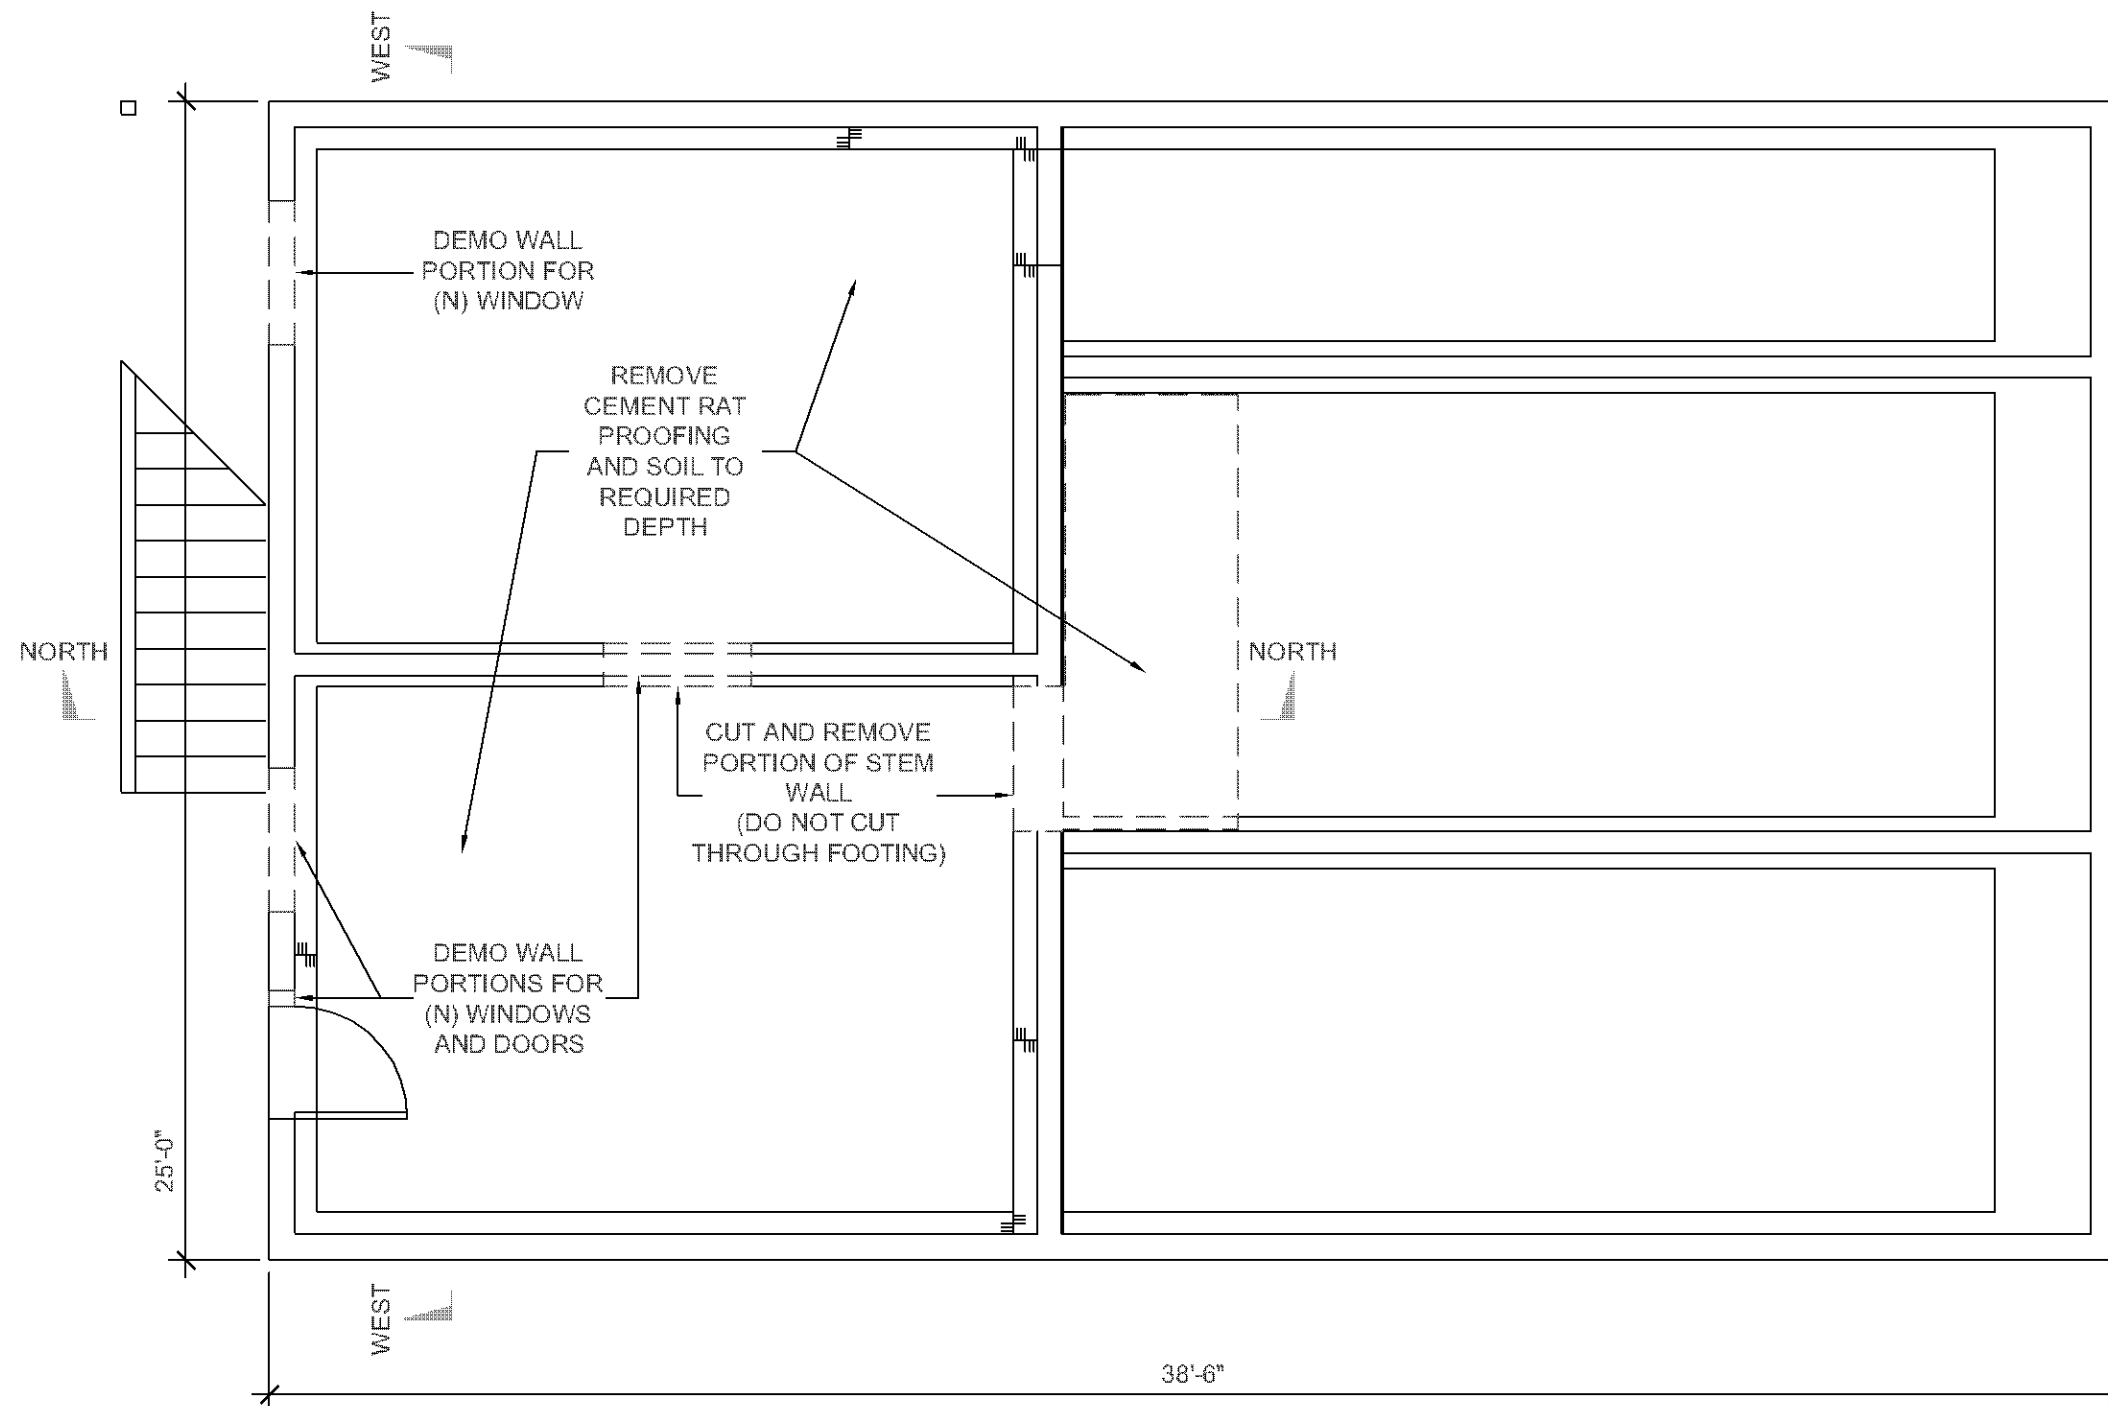 WEST
DEMO WALL
PORTION FOR
(N) WINDOW
REMOVE
CEMENT RAT
PROOFING
AND SOIL TO
REQUIRED
DEPTH
NORTH
NORTH
CUT AND REMOVE
PORTION OF STEM
WALL
(DO NOT CUT
THROUGH FOOTING)
DEMO WALL
PORTIONS FOR
(N) WINDOWS
AND DOORS
25'-0"
WEST
38'-6"